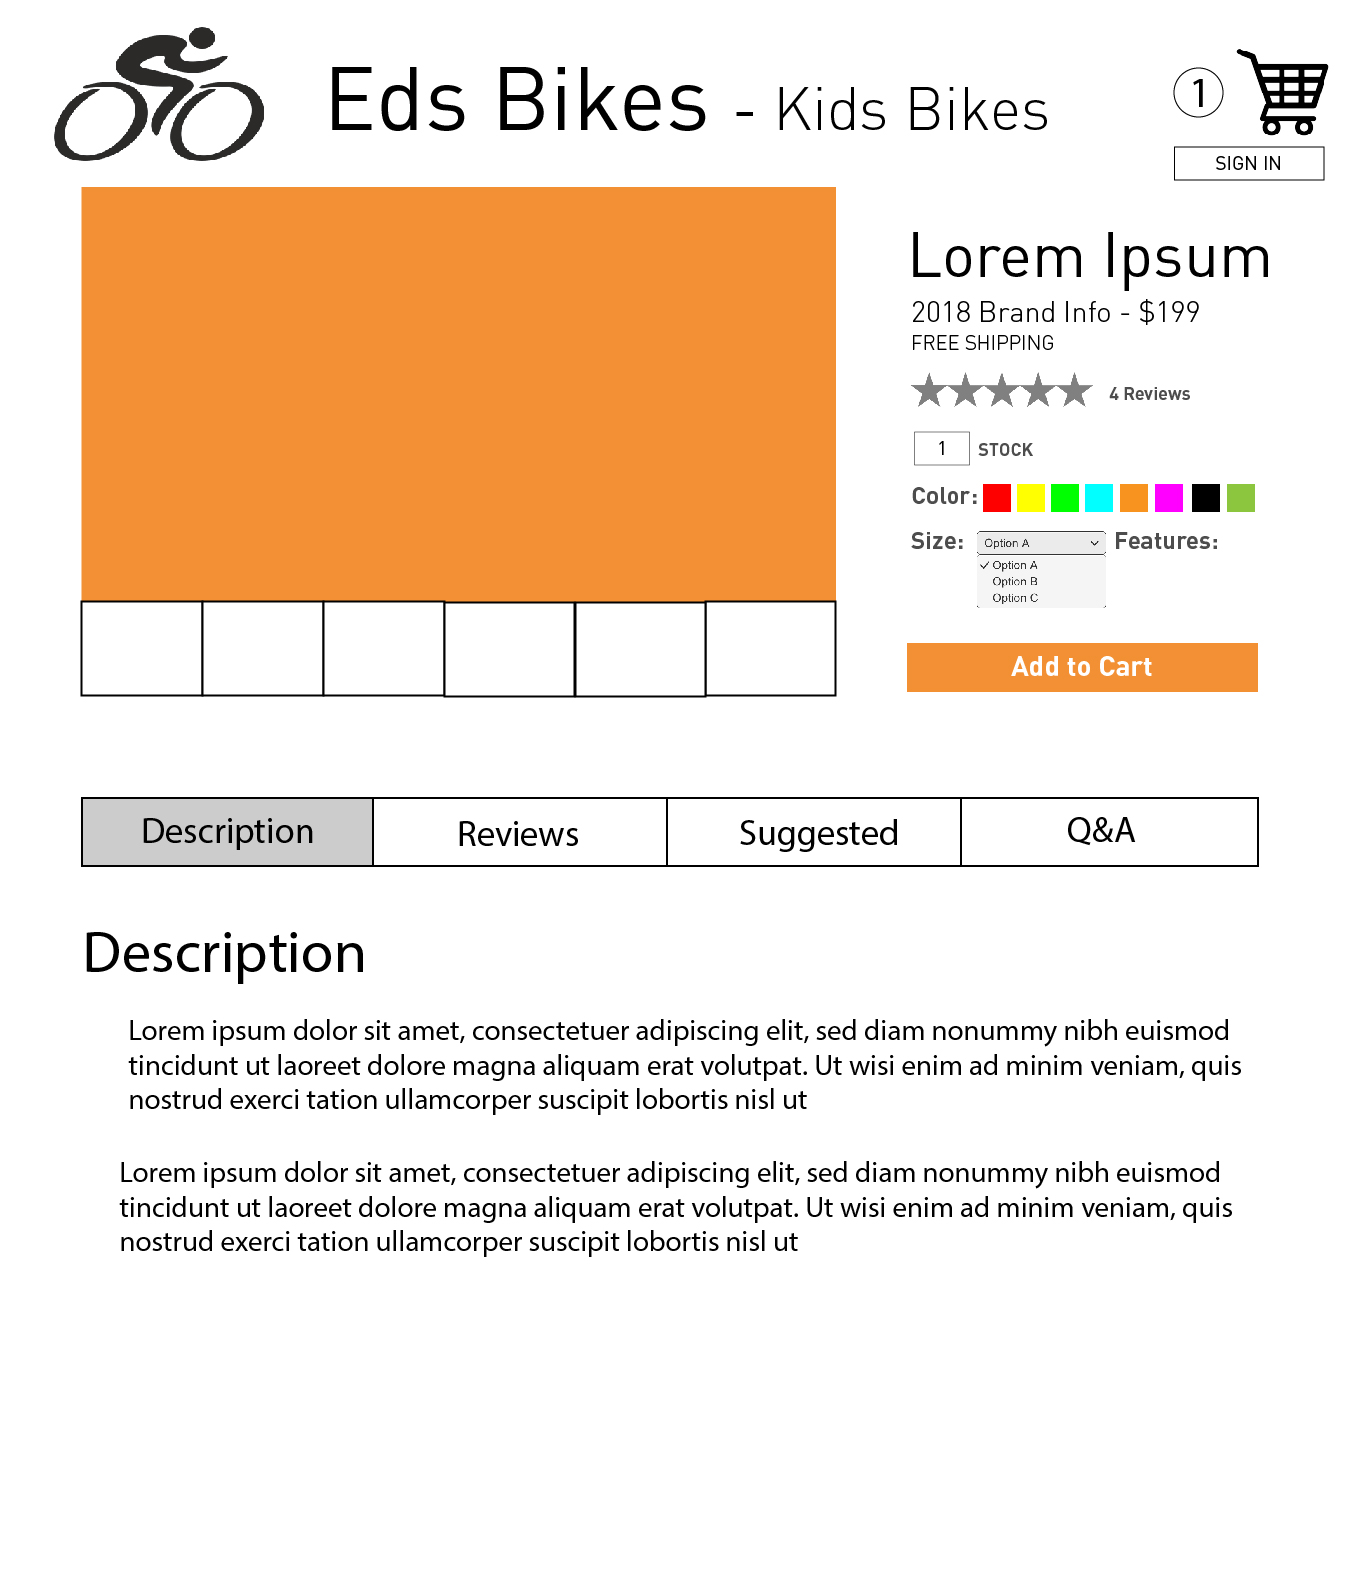 Eds Bikes - Kids Bikes
1
SIGN IN
Lorem Ipsum
2018 Brand Info - $199
FREE SHIPPING
4 Reviews
1 STOCK
Color:
Size: Option A Features:
Option A
Option B
Option C
Add to Cart
Description Reviews Suggested Q&A
Description
Lorem ipsum dolor sit amet, consectetuer adipiscing elit, sed diam nonummy nibh euismod
tincidunt ut laoreet dolore magna aliquam erat volutpat. Ut wisi enim ad minim veniam, quis
nostrud exerci tation ullamcorper suscipit lobortis nisl ut
Lorem ipsum dolor sit amet, consectetuer adipiscing elit, sed diam nonummy nibh euismod
tincidunt ut laoreet dolore magna aliquam erat volutpat. Ut wisi enim ad minim veniam, quis
nostrud exerci tation ullamcorper suscipit lobortis nisl ut